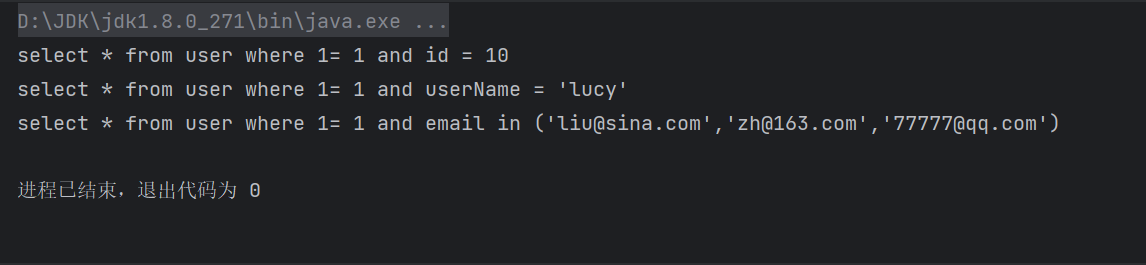 D:\JDK\jdk1.8.0_271\bin\java.exe ...
select * from user where 1= 1 and id = 10
select * from user where 1= 1 and userName = 'lucy'
select * from user where 1= 1 and email in ('liu@sina.com','zh@163.com','77777@qq.com')
进程已结束，退出代码为 0